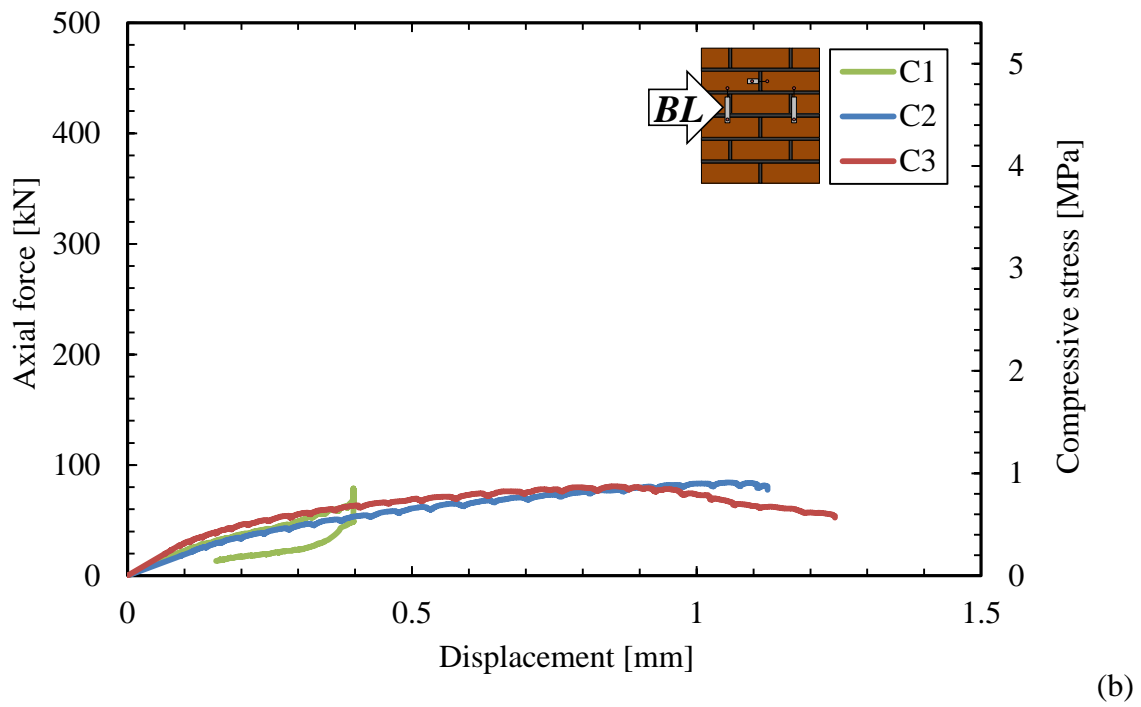 500
400
300
200
100
0
Axial force [kN]
BL
C1
C2
C3
5
4
3
2
1
0
Compressive stress [MPa]
0
0.5
1
1.5
Displacement [mm]
(b)